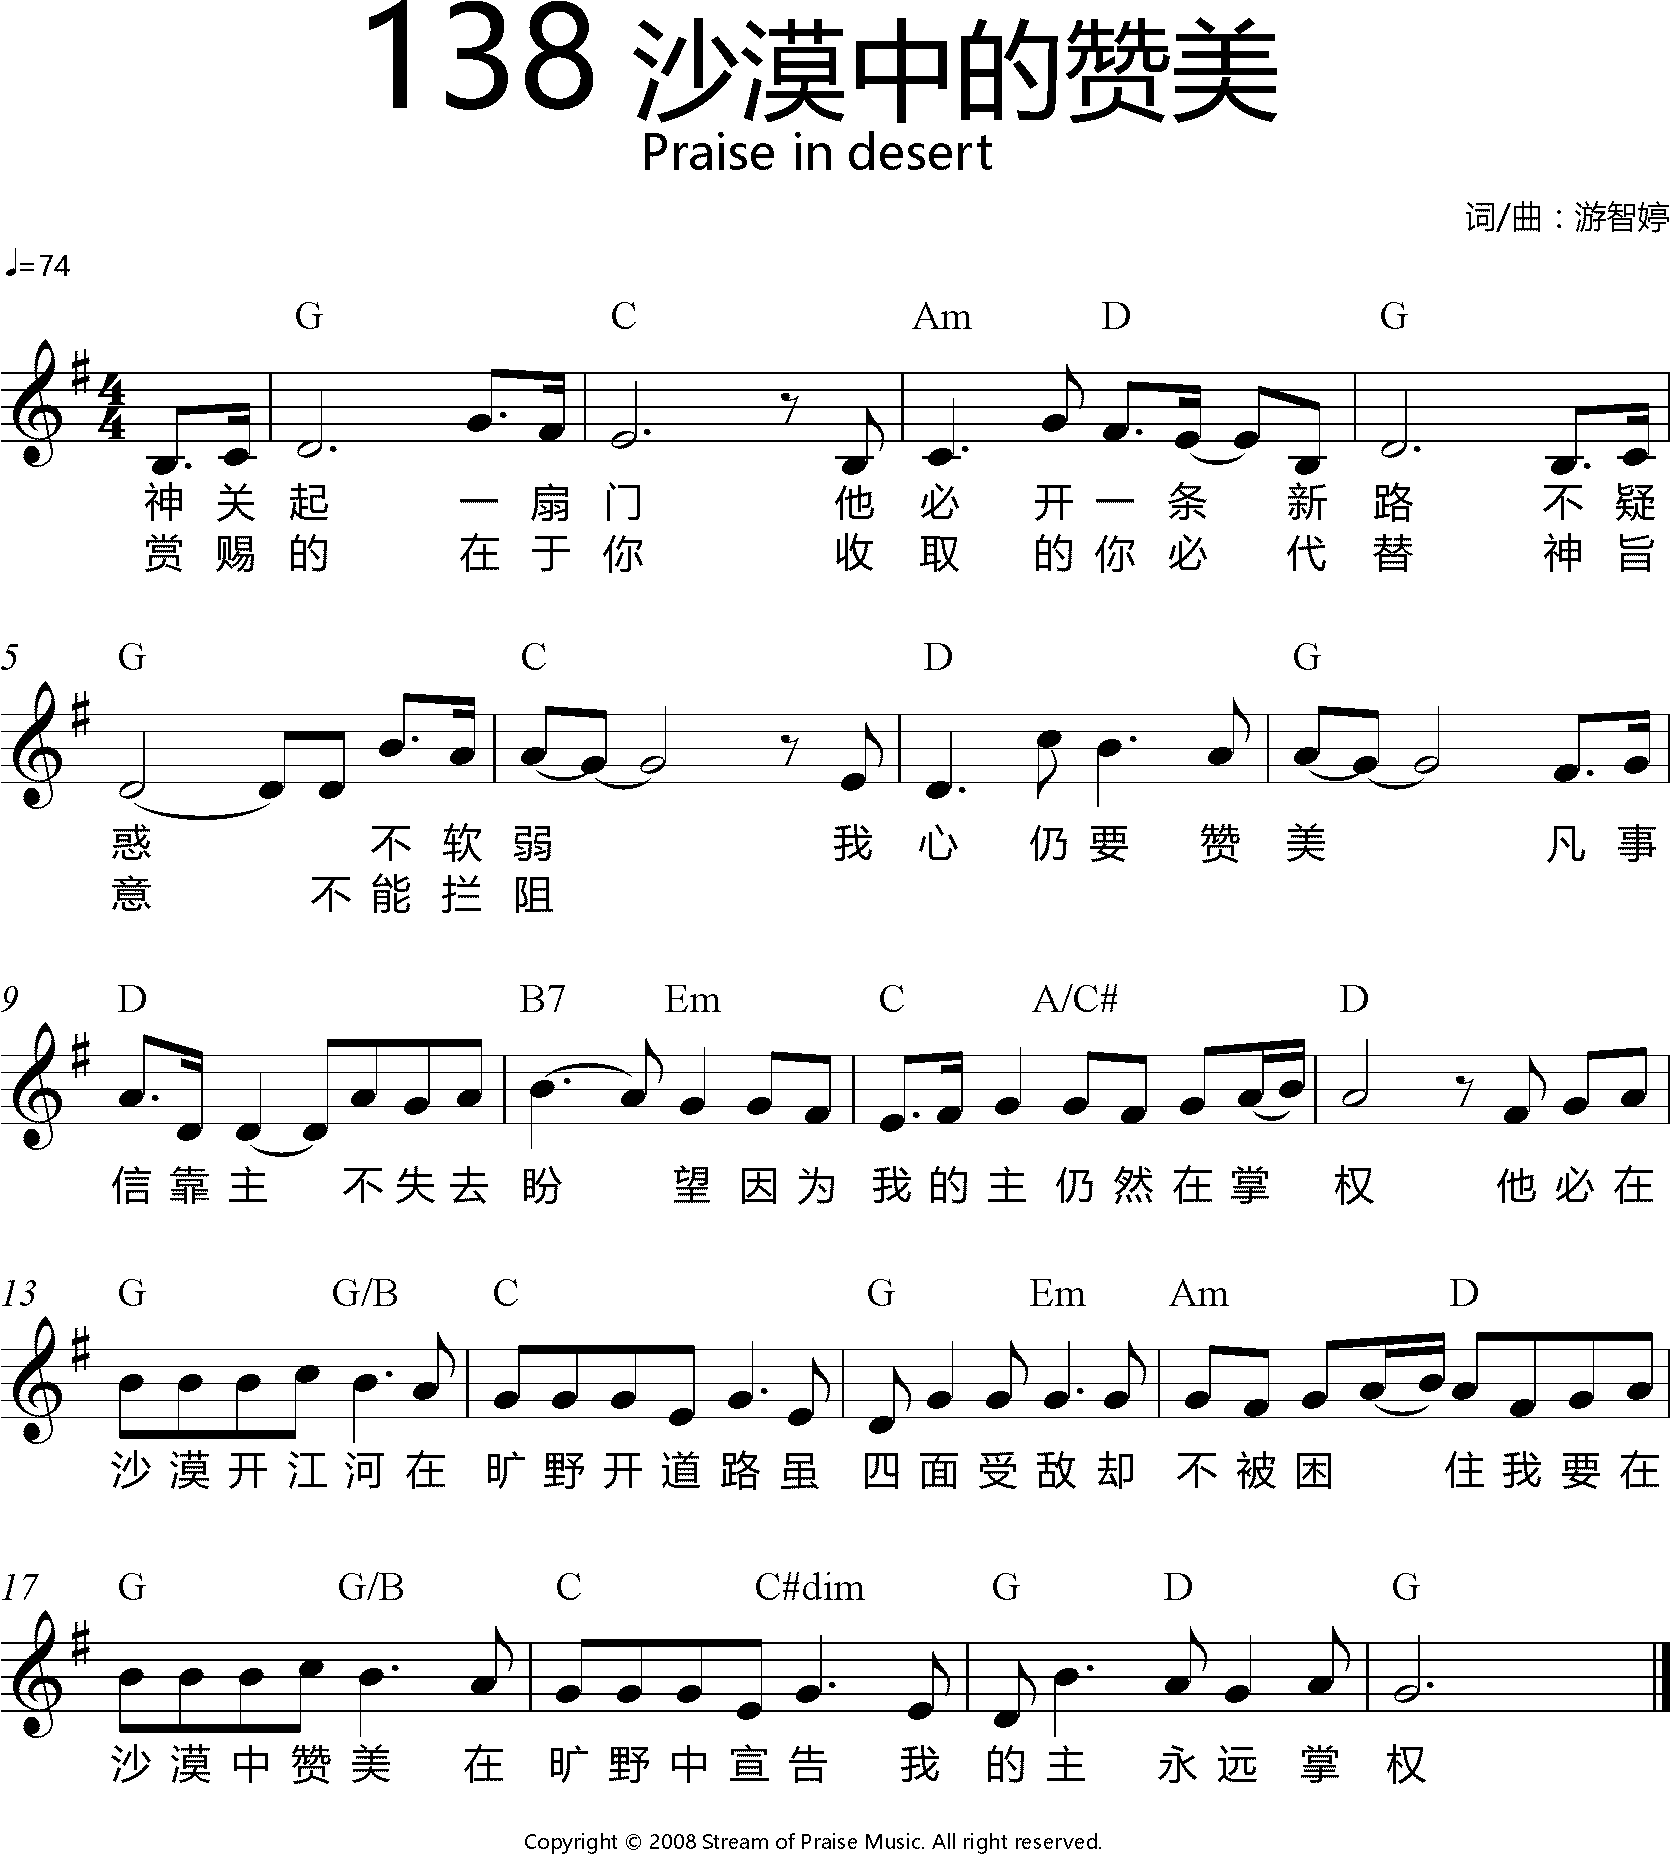 138 沙漠中的赞美
Praise in desert
词/曲：游智婷
♩=74
G C Am D G
4
4
神关起 一扇门 他必 开一条 新路 不疑
赏赐的 在于你 收取 的你必 代替 神旨
5 G C D G
惑 不软弱 我心 仍要 赞美 凡事
意 不能拦阻
9 D B7 Em C A/C# D
信靠主 不失去盼 望因为 我的主仍然在掌 权 他必在
13 G G/B C G Em Am D
沙漠开江河在 旷野开道路虽 四面受敌却 不被困 住我要在
17 G G/B C C#dim G D G
沙漠中赞美 在 旷野中宣告 我 的主 永远掌权
Copyright © 2008 Stream of Praise Music. All right reserved.